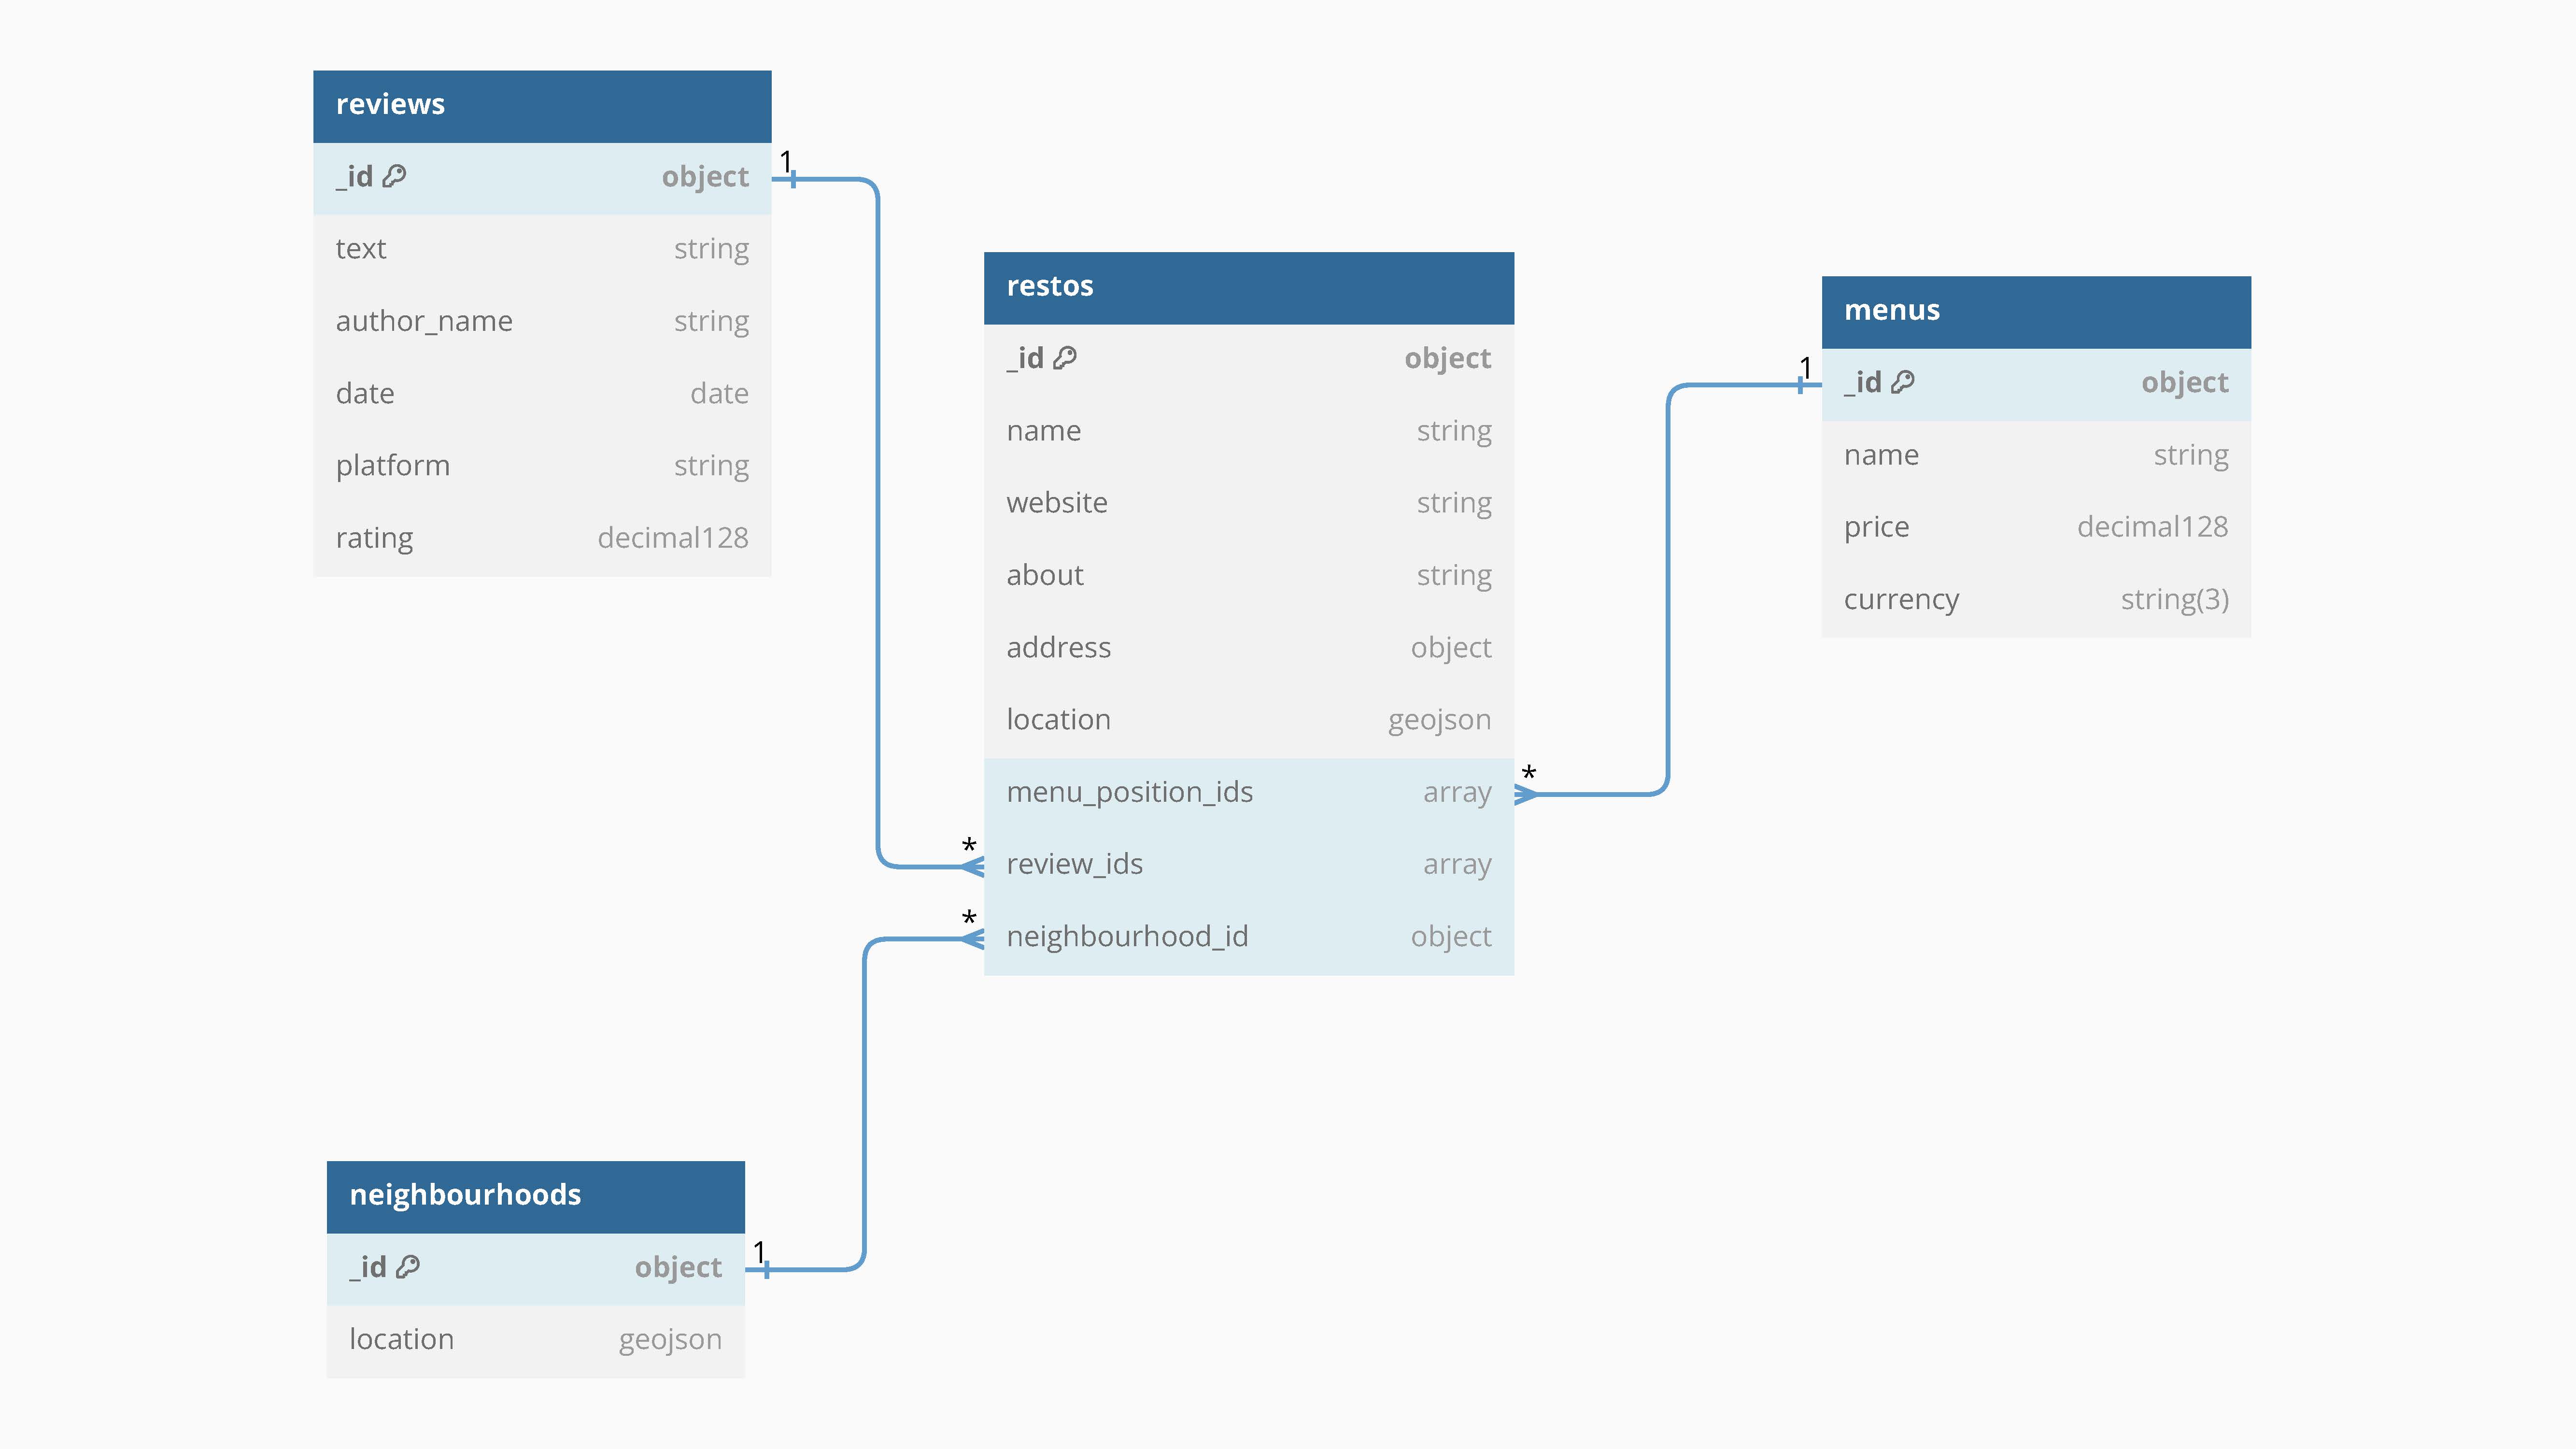 reviews
_id object
text string
author_name string
date date
platform string
rating decimal128
1
restos
_id object
name string
website string
about string
address object
location geojson
menu_position_ids array
review_ids array
neighbourhood_id object
*
*
*
menus
1
_id object
name string
price decimal128
currency string(3)
neighbourhoods
_id object
location geojson
1